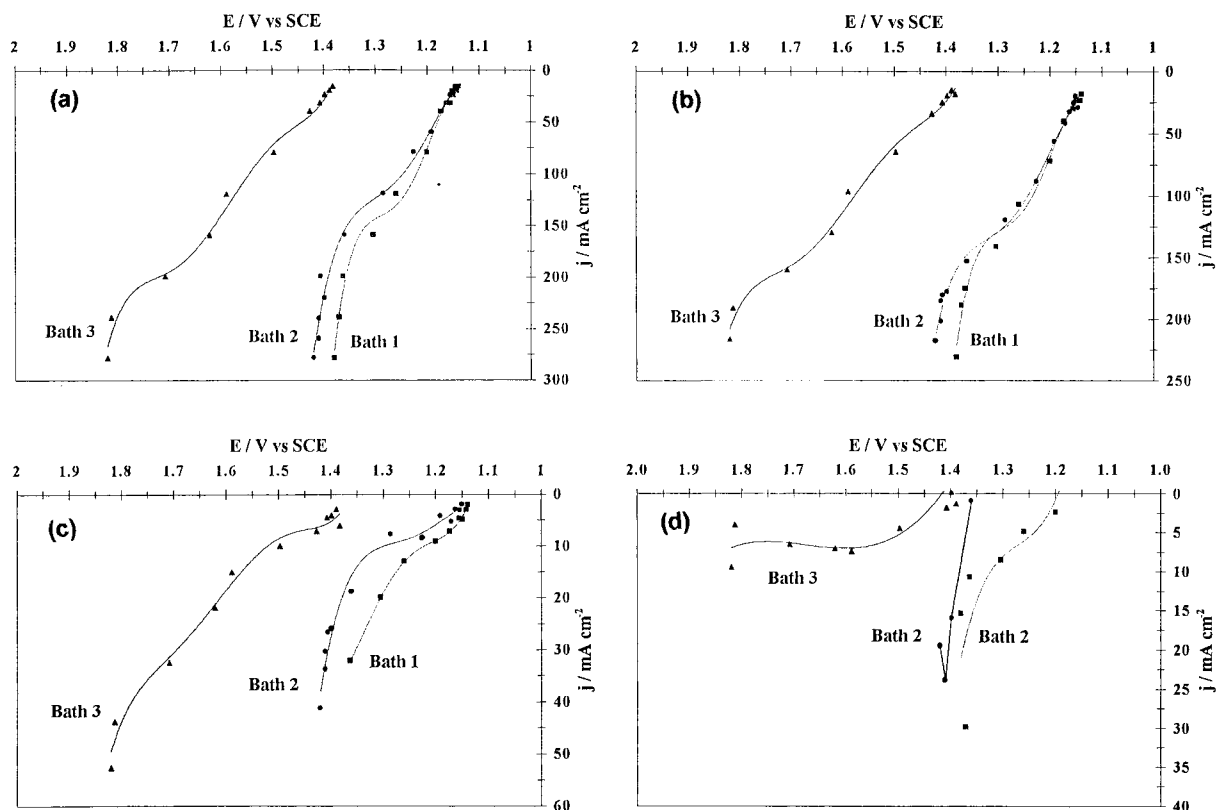 E / V vs SCE
2 1.9 1.8 1.7 1.6 1.5 1.4 1.3 1.2 1.1 1
(a)
0
50
100
150
200
250
300
j / mA cm-2
Bath 3
Bath 2
Bath 1
E / V vs SCE
2 1.9 1.8 1.7 1.6 1.5 1.4 1.3 1.2 1.1 1
(b)
0
50
100
150
200
250
j / mA cm-2
Bath 3
Bath 2
Bath 1
E / V vs SCE
2 1.9 1.8 1.7 1.6 1.5 1.4 1.3 1.2 1.1 1
(c)
0
10
20
30
40
50
60
j / mA cm-2
Bath 3
Bath 2
Bath 1
E / V vs SCE
2.0 1.9 1.8 1.7 1.6 1.5 1.4 1.3 1.2 1.1 1.0
(d)
0
5
10
15
20
25
30
35
40
j / mA cm-2
Bath 3
Bath 2
Bath 2